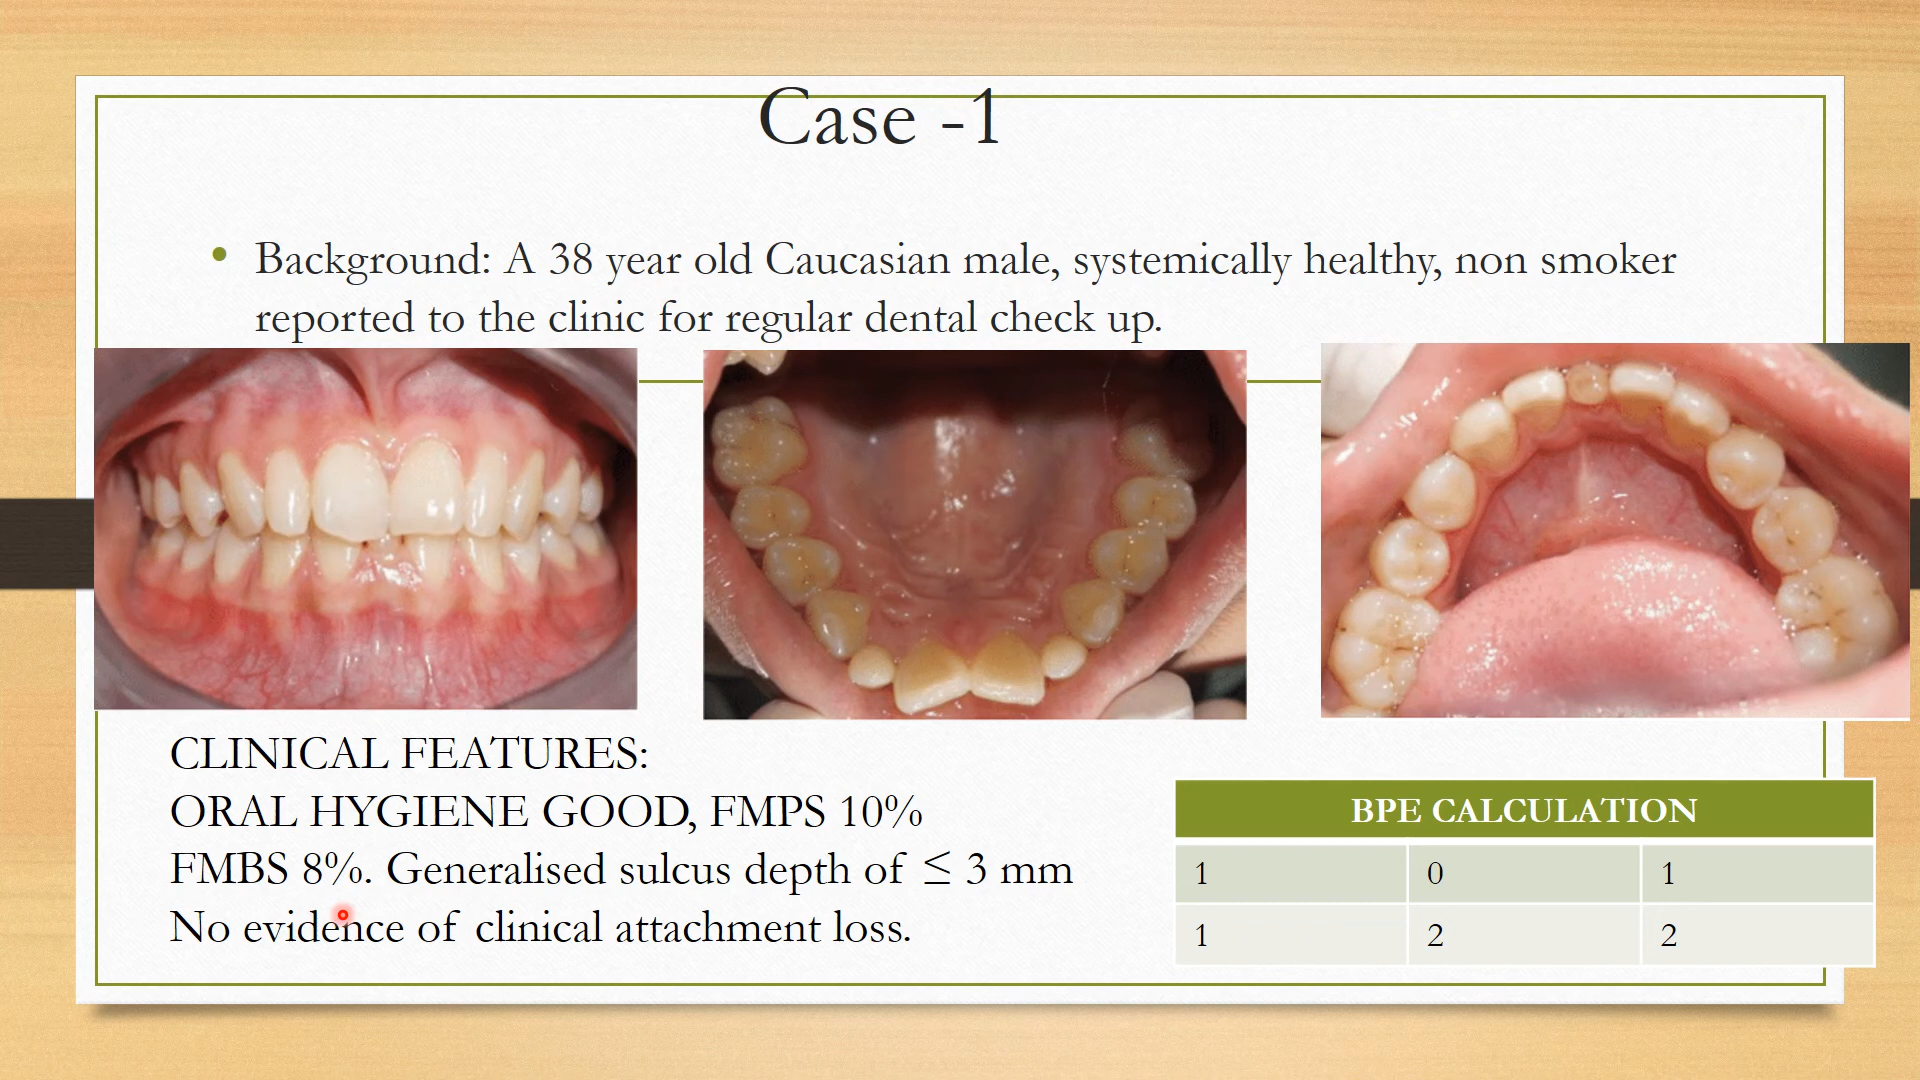 Case -1
• Background: A 38 year old Caucasian male, systemically healthy, non smoker
reported to the clinic for regular dental check up.
CLINICAL FEATURES:
ORAL HYGIENE GOOD, FMPS 10%
FMBS 8%. Generalised sulcus depth of ≤ 3 mm
No evidence of clinical attachment loss.
BPE CALCULATION
1 0 1
1 2 2